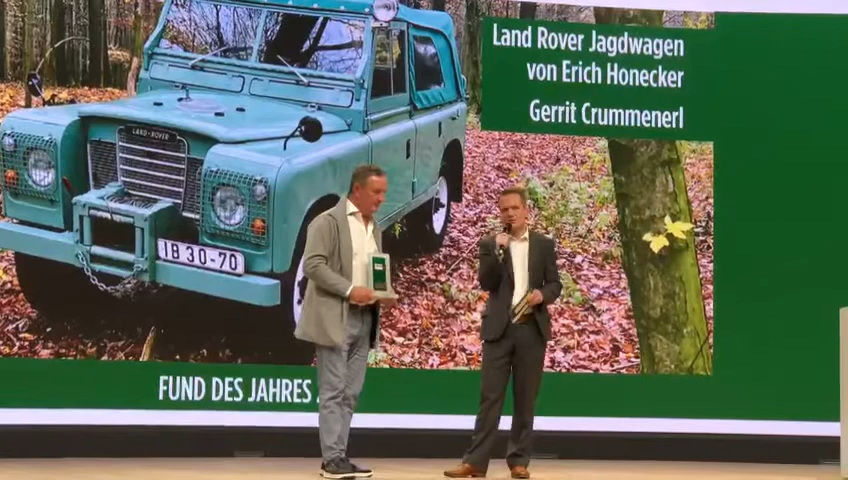 Land Rover Jagdwagen
von Erich Honecker
Gerrit Crummenerl
LAND-ROVER
IB 30-70
FUND DES JAHRES